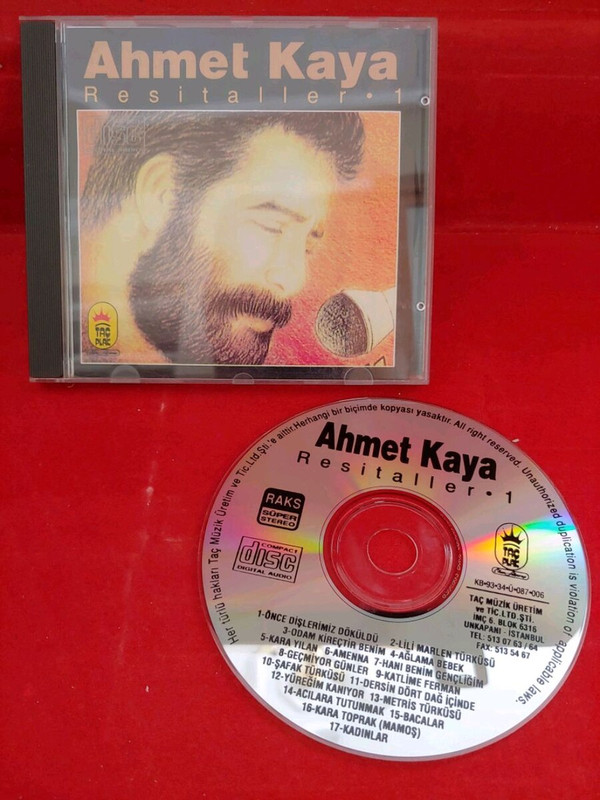 Ahmet Kaya
Resitaller • 1
TAÇ
PLAK
Her türlü hakları Taç Müzik Üretim ve Tic.Ltd.Şti.'e aittir.Herhangi bir biçimde kopyası yasaktır. All right reserved. Unauthorized duplication is violation of applicable laws.
Ahmet Kaya
Resitaller • 1
RAKS
SÜPER
STEREO
COMPACT
disc
DIGITAL AUDIO
TAÇ
KB•93•34•Ü•087•006
TAÇ MÜZİK ÜRETİM
ve TİC.LTD ŞTİ.
İMÇ 6. BLOK 6316
UNKAPANI - İSTANBUL
TEL: 513 07 63 / 64
FAX: 513 54 67
1-ÖNCE DİŞLERİMİZ DÖKÜLDÜ 2-LİLİ MARLEN TÜRKÜSÜ
3-ODAM KİREÇTİR BENİM 4-AĞLAMA BEBEK
5-KARA YILAN 6-AMENNA 7-HANI BENİM GENÇLİĞİM
8-GEÇMİYOR GÜNLER 9-KATLİME FERMAN
10-ŞAFAK TÜRKÜSÜ 11-DERSİN DÖRT DAĞ İÇİNDE
12-YÜREĞİM KANIYOR 13-METRİS TÜRKÜSÜ
14-ACILARA TUTUNMAK 15-BACALAR
16-KARA TOPRAK (MAMOŞ)
17-KADINLAR